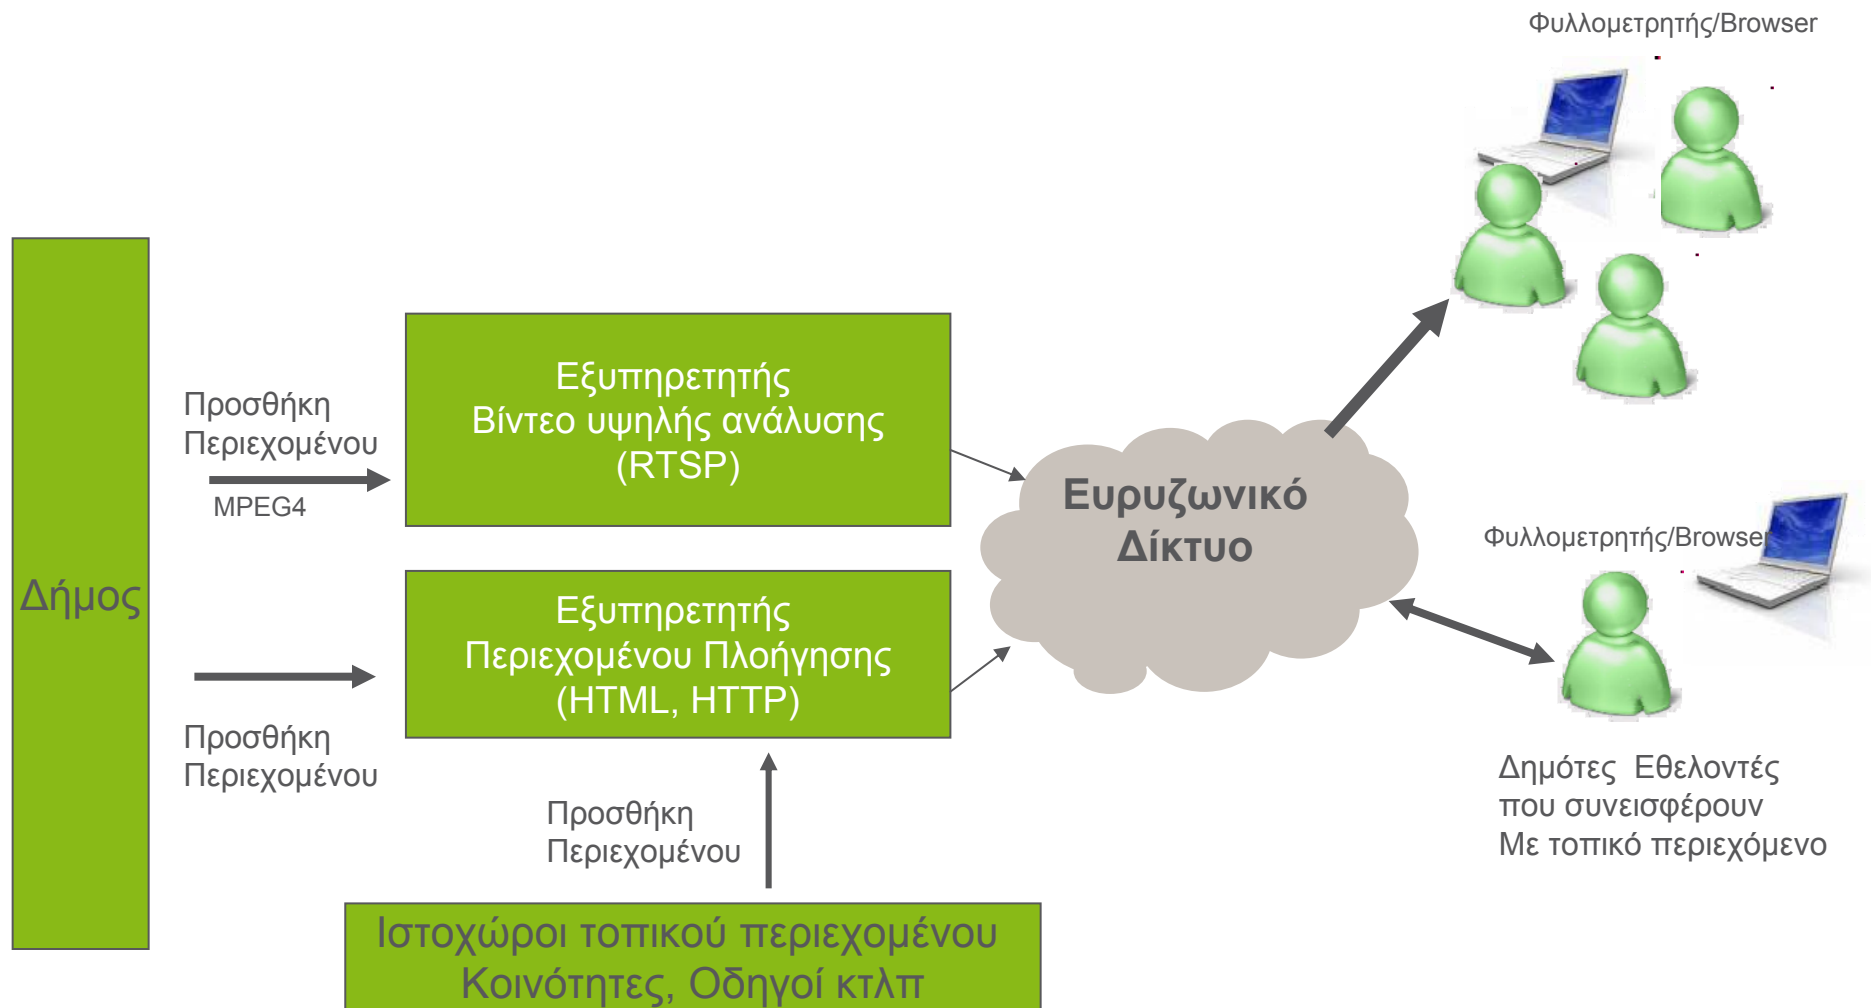 Φυλλομετρητής/Browser
Δήμος
Προσθήκη
Περιεχομένου
MPEG4
Εξυπηρετητής
Βίντεο υψηλής ανάλυσης
(RTSP)
Ευρυζωνικό
Δίκτυο
Φυλλομετρητής/Browser
Εξυπηρετητής
Περιεχομένου Πλοήγησης
(HTML, HTTP)
Προσθήκη
Περιεχομένου
Προσθήκη
Περιεχομένου
Δημότες Εθελοντές
που συνεισφέρουν
Με τοπικό περιεχόμενο
Ιστοχώροι τοπικού περιεχομένου
Κοινότητες, Οδηγοί κτλπ